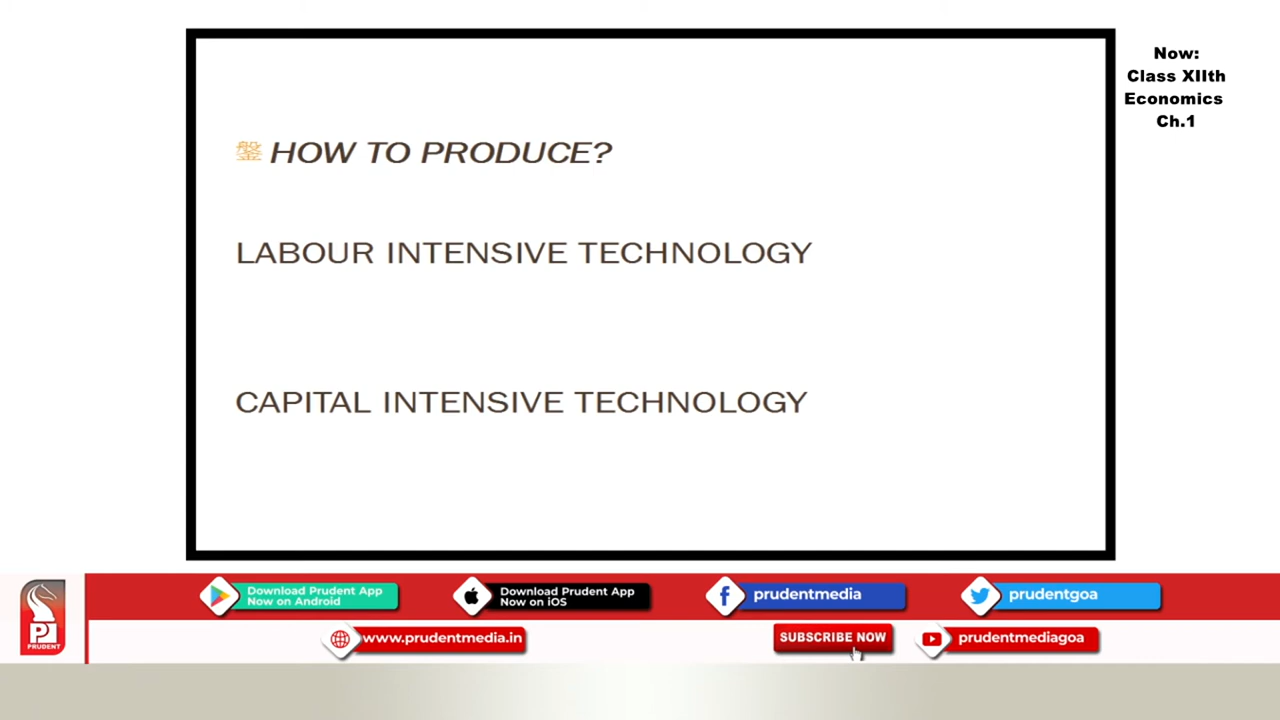 Now:
Class XIIth
Economics
Ch.1
HOW TO PRODUCE?
LABOUR INTENSIVE TECHNOLOGY
CAPITAL INTENSIVE TECHNOLOGY
Download Prudent App
Now on Android
Download Prudent App
Now on iOS
prudentmedia
prudentgoa
www.prudentmedia.in
SUBSCRIBE NOW
prudentmediagoa
PRUDENT